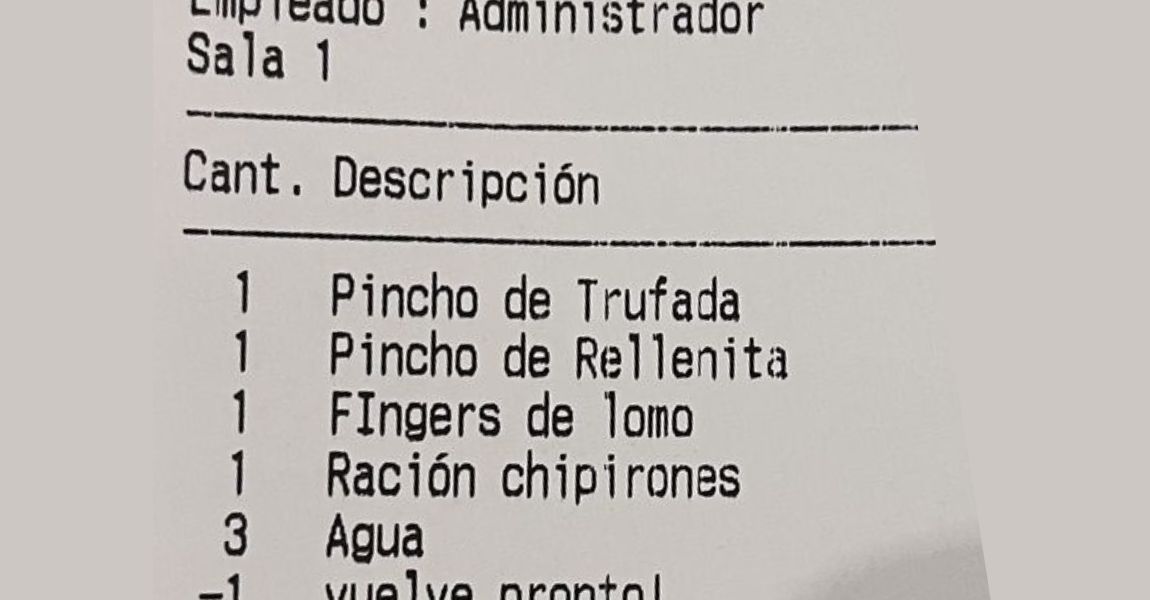 Empleado : Administrador
Sala 1
Cant. Descripción
1 Pincho de Trufada
1 Pincho de Rellenita
1 FIngers de lomo
1 Ración chipirones
3 Agua
-1 vuelve pronto!